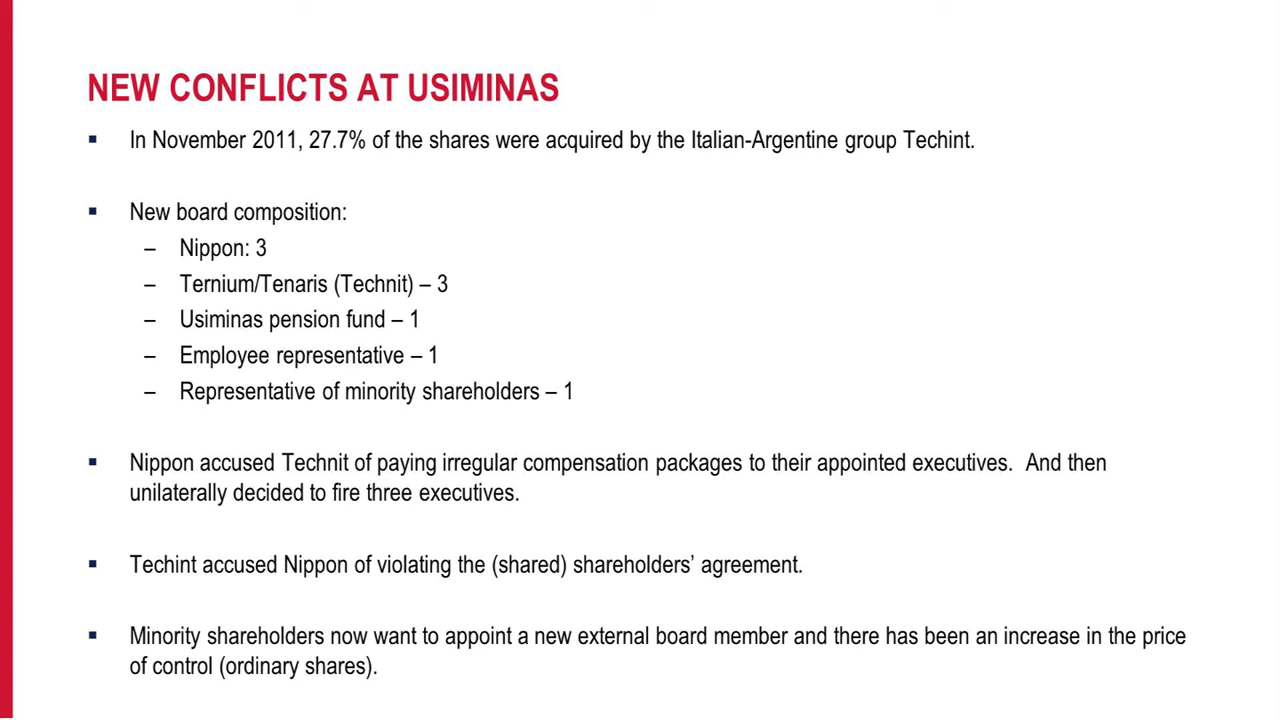 NEW CONFLICTS AT USIMINAS
▪ In November 2011, 27.7% of the shares were acquired by the Italian-Argentine group Techint.
▪ New board composition:
– Nippon: 3
– Ternium/Tenaris (Technit) – 3
– Usiminas pension fund – 1
– Employee representative – 1
– Representative of minority shareholders – 1
▪ Nippon accused Technit of paying irregular compensation packages to their appointed executives.  And then
unilaterally decided to fire three executives.
▪ Techint accused Nippon of violating the (shared) shareholders’ agreement.
▪ Minority shareholders now want to appoint a new external board member and there has been an increase in the price
of control (ordinary shares).